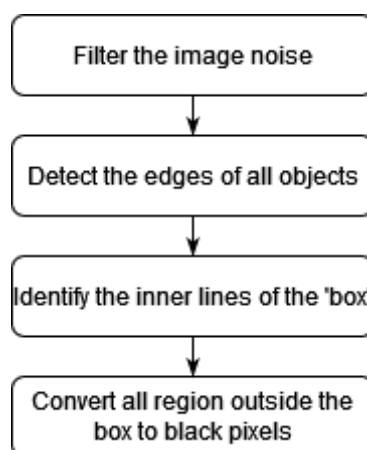 Filter the image noise
Detect the edges of all objects
Identify the inner lines of the 'box'
Convert all region outside the
box to black pixels